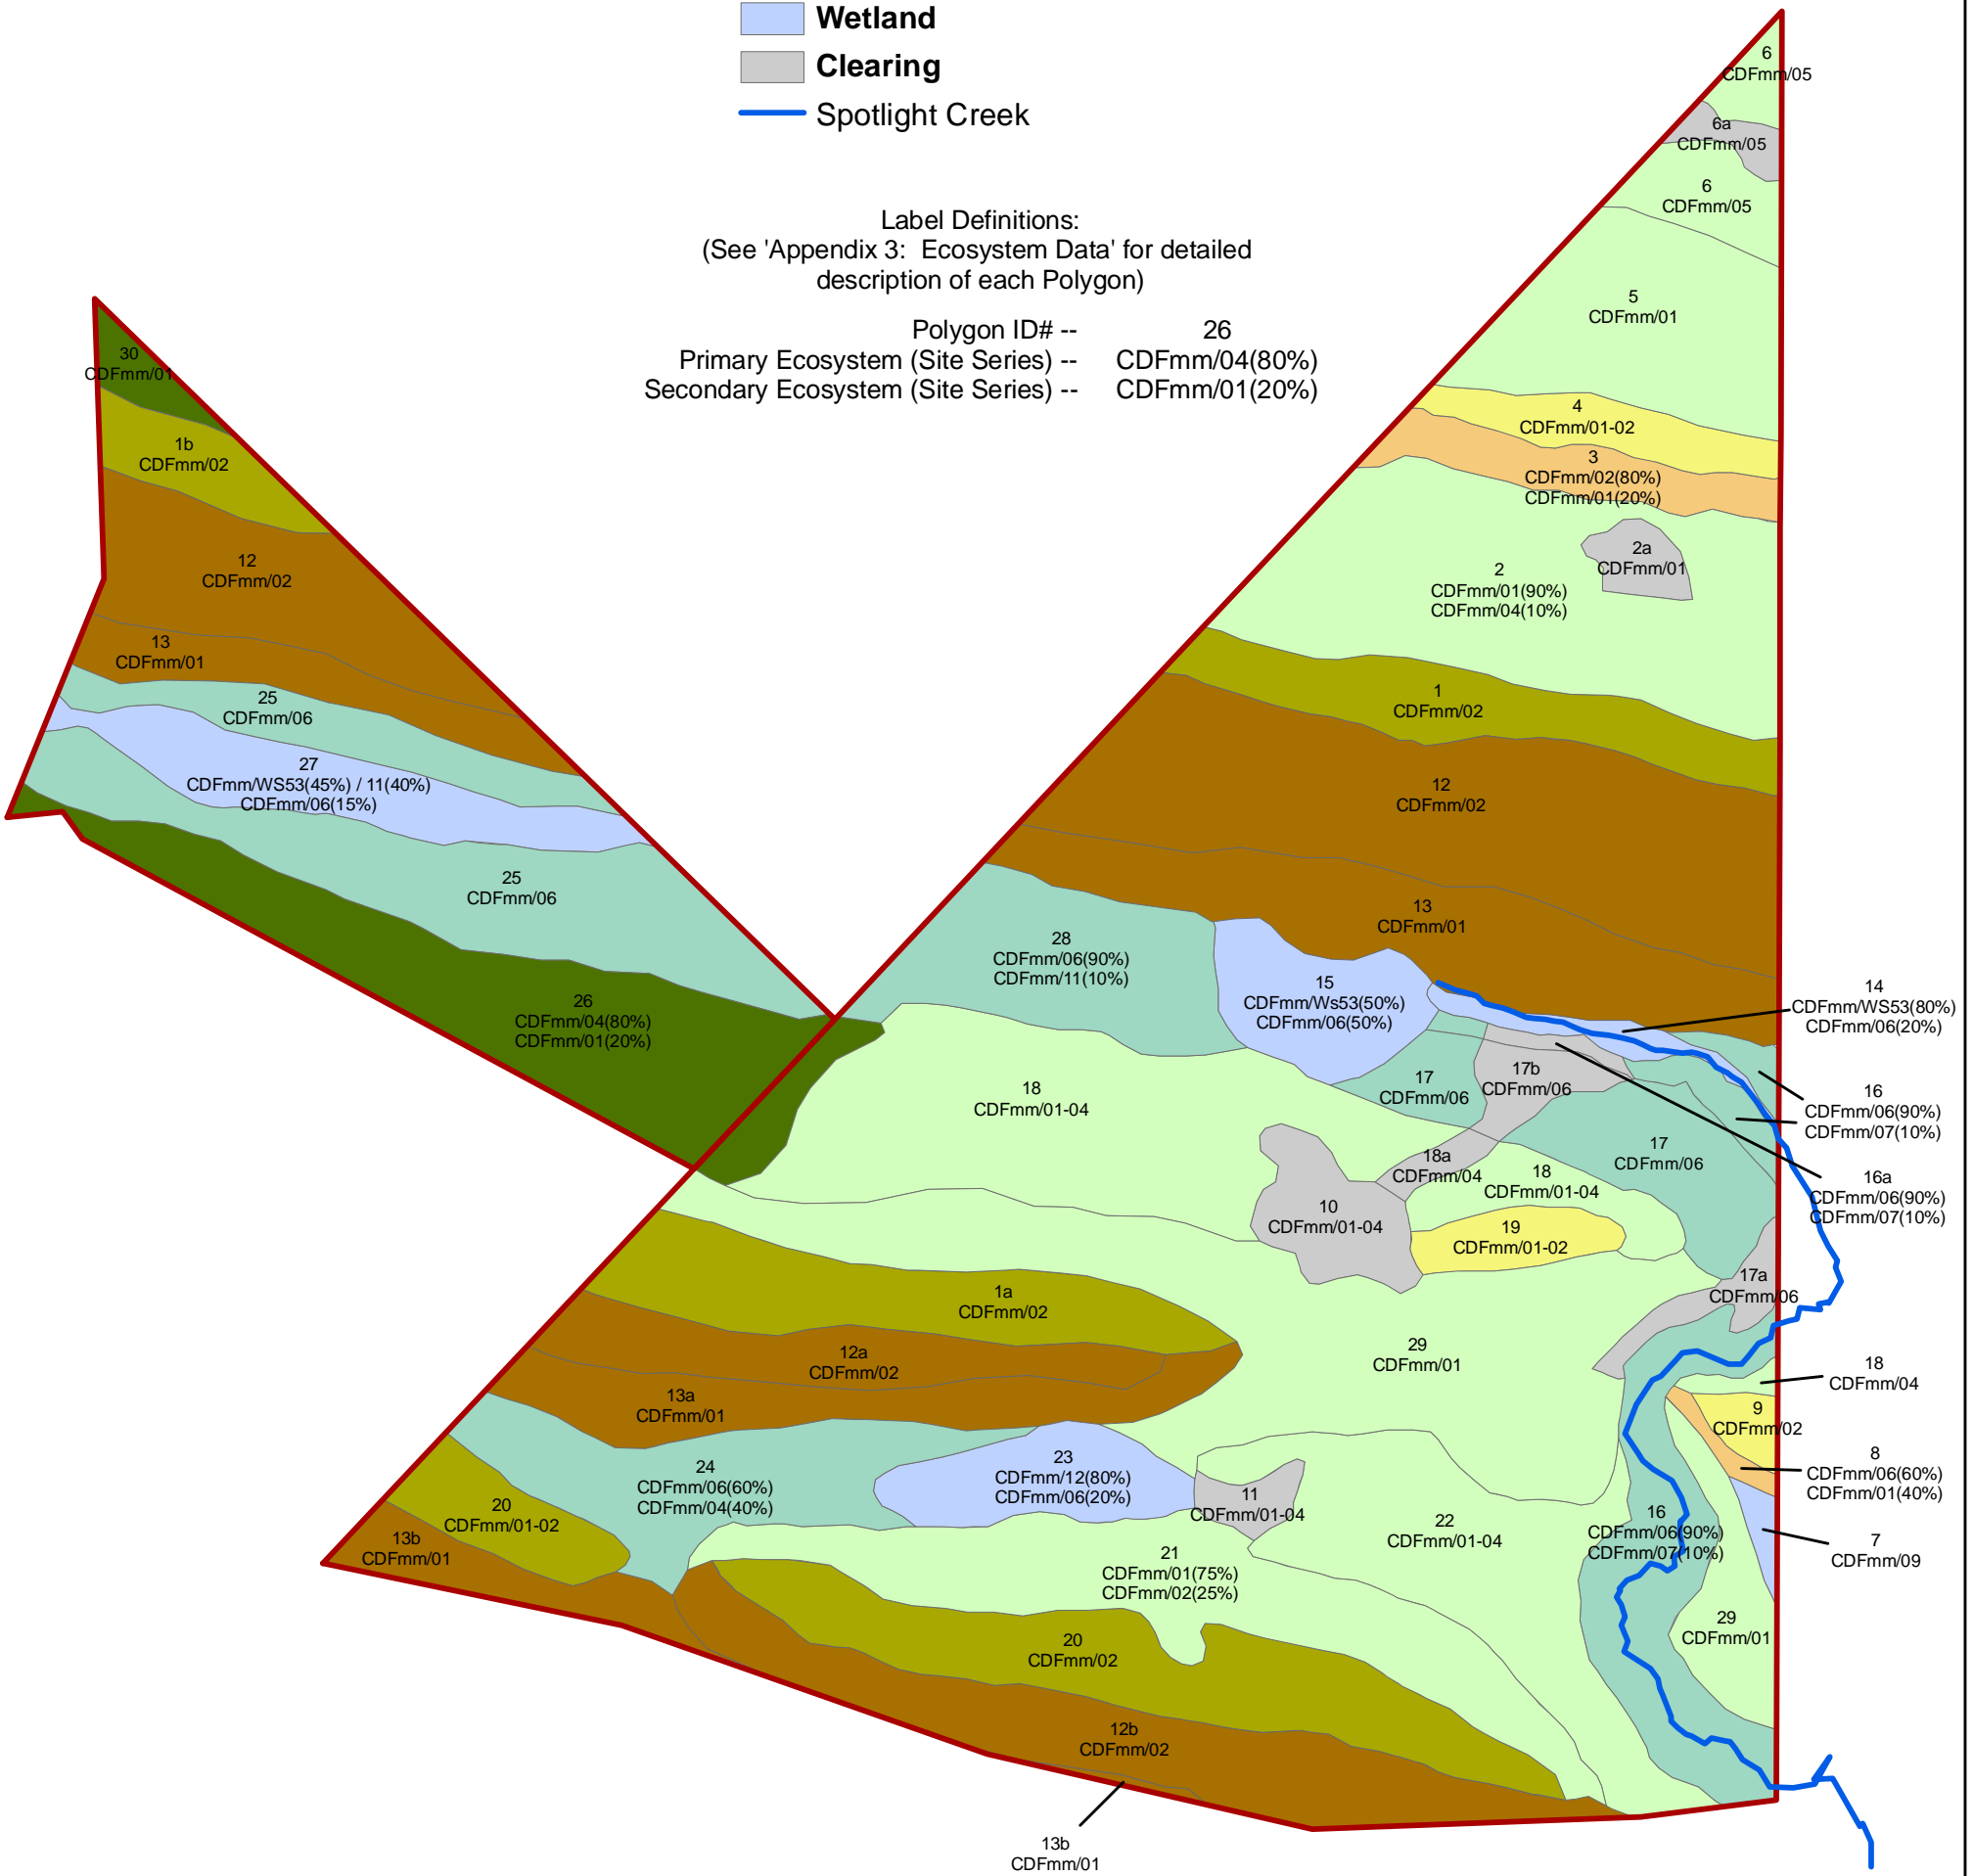 Wetland
Clearing
Spotlight Creek
Label Definitions:
(See 'Appendix 3:  Ecosystem Data' for detailed
description of each Polygon)
Polygon ID# -- 26
Primary Ecosystem (Site Series) -- CDFmm/04(80%)
Secondary Ecosystem (Site Series) -- CDFmm/01(20%)
6
CDFmm/05
6a
CDFmm/05
6
CDFmm/05
5
CDFmm/01
4
CDFmm/01-02
3
CDFmm/02(80%)
CDFmm/01(20%)
2a
CDFmm/01
2
CDFmm/01(90%)
CDFmm/04(10%)
1
CDFmm/02
12
CDFmm/02
13
CDFmm/01
30
CDFmm/01
1b
CDFmm/02
12
CDFmm/02
13
CDFmm/01
25
CDFmm/06
27
CDFmm/WS53(45%) / 11(40%)
CDFmm/06(15%)
25
CDFmm/06
26
CDFmm/04(80%)
CDFmm/01(20%)
28
CDFmm/06(90%)
CDFmm/11(10%)
15
CDFmm/Ws53(50%)
CDFmm/06(50%)
14
CDFmm/WS53(80%)
CDFmm/06(20%)
17
CDFmm/06
17b
CDFmm/06
16
CDFmm/06(90%)
CDFmm/07(10%)
18
CDFmm/01-04
17
CDFmm/06
18a
CDFmm/04
18
CDFmm/01-04
16a
CDFmm/06(90%)
CDFmm/07(10%)
10
CDFmm/01-04
19
CDFmm/01-02
17a
CDFmm/06
1a
CDFmm/02
29
CDFmm/01
12a
CDFmm/02
13a
CDFmm/01
18
CDFmm/04
9
CDFmm/02
8
CDFmm/06(60%)
CDFmm/01(40%)
24
CDFmm/06(60%)
CDFmm/04(40%)
23
CDFmm/12(80%)
CDFmm/06(20%)
11
CDFmm/01-04
20
CDFmm/01-02
13b
CDFmm/01
22
CDFmm/01-04
16
CDFmm/06(90%)
CDFmm/07(10%)
7
CDFmm/09
21
CDFmm/01(75%)
CDFmm/02(25%)
29
CDFmm/01
20
CDFmm/02
12b
CDFmm/02
13b
CDFmm/01